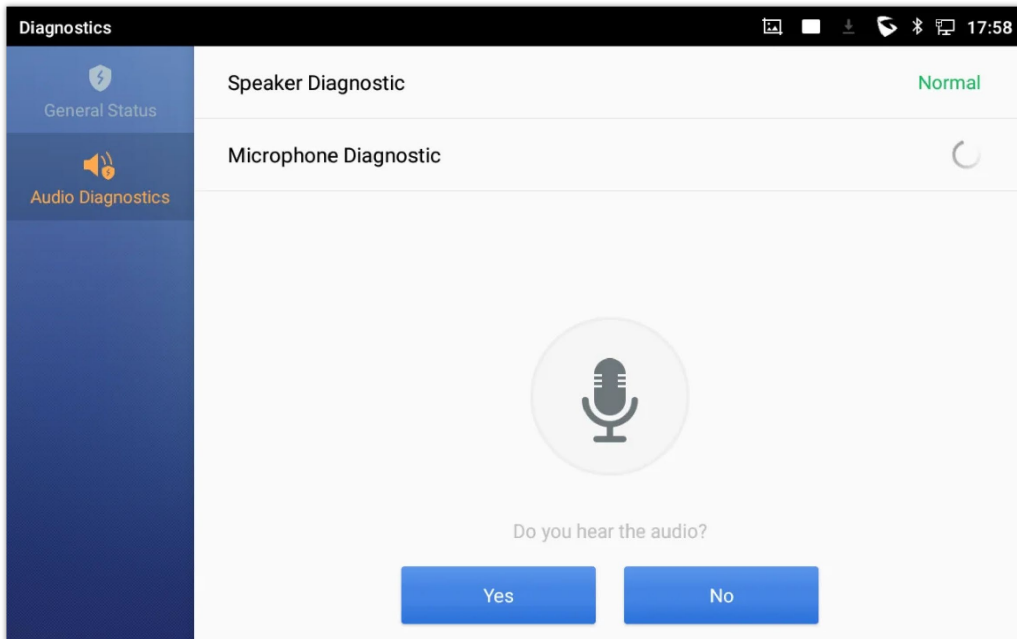 Diagnostics
17:58
General Status
Audio Diagnostics
Speaker Diagnostic
Normal
Microphone Diagnostic
Do you hear the audio?
Yes
No